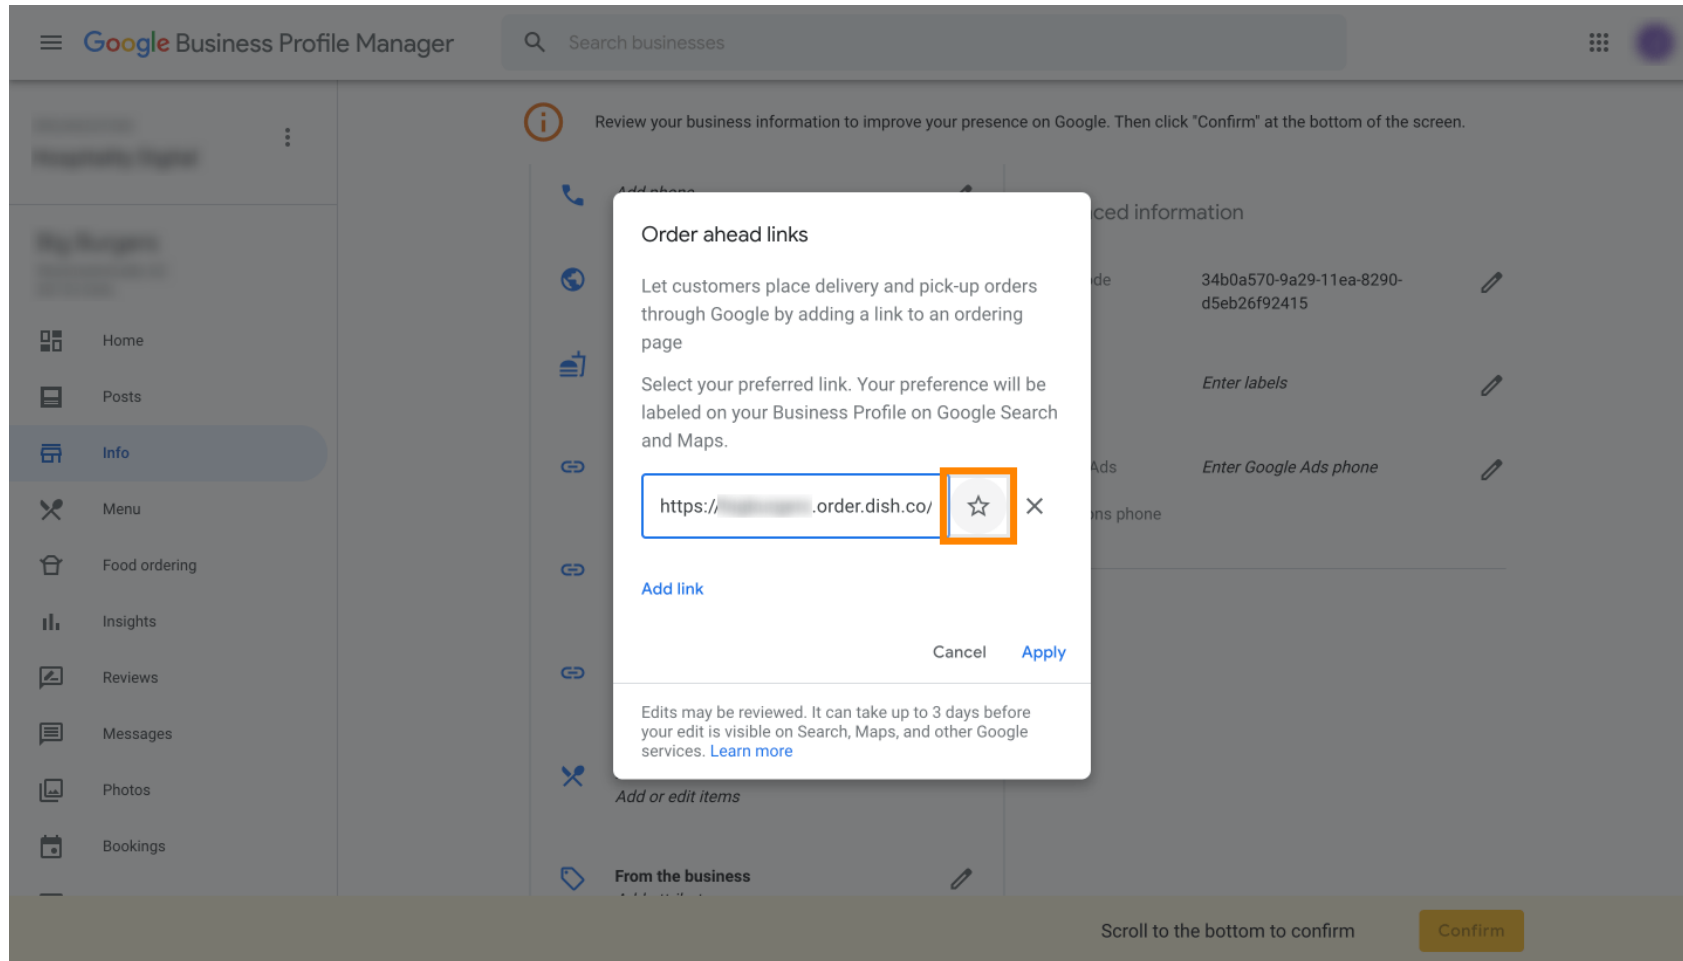 Google Business Profile Manager
Search businesses
Review your business information to improve your presence on Google. Then click "Confirm" at the bottom of the screen.
Home
Posts
Info
Menu
Food ordering
Insights
Reviews
Messages
Photos
Bookings
Add phone
Order ahead links
Let customers place delivery and pick-up orders
through Google by adding a link to an ordering
page
Select your preferred link. Your preference will be
labeled on your Business Profile on Google Search
and Maps.
https:// .order.dish.co/
Add link
Cancel Apply
Edits may be reviewed. It can take up to 3 days before
your edit is visible on Search, Maps, and other Google
services. Learn more
Add or edit items
From the business
ced information
de 34b0a570-9a29-11ea-8290-
d5eb26f92415
Enter labels
Ads Enter Google Ads phone
ons phone
Scroll to the bottom to confirm Confirm